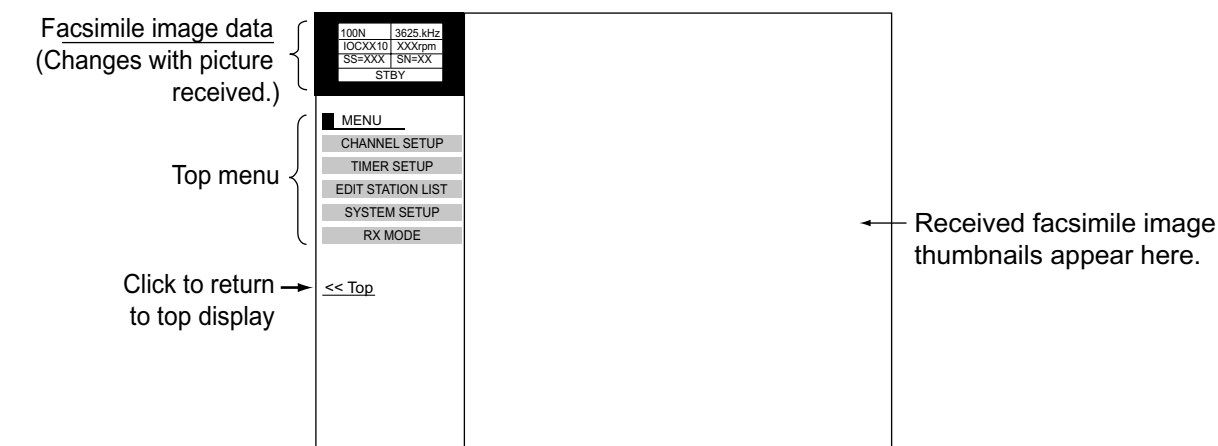 Facsimile image data
(Changes with picture
received.)
100N 3625.kHz
IOCXX10 XXXrpm
SS=XXX SN=XX
STBY
MENU
CHANNEL SETUP
TIMER SETUP
EDIT STATION LIST
SYSTEM SETUP
RX MODE
Top menu
Click to return
to top display
<< Top
Received facsimile image
thumbnails appear here.